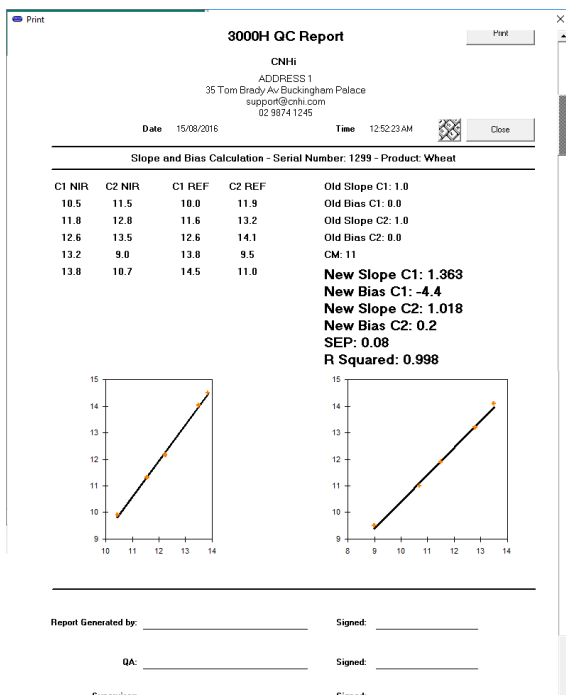 Print
3000H QC Report
Print
CNHi
ADDRESS 1
35 Tom Brady Av Buckingham Palace
support@cnhi.com
02 9874 1245
Date 15/08/2016 Time 12:52:23 AM Close
Slope and Bias Calculation - Serial Number: 1299 - Product: Wheat
C1 NIR C2 NIR C1 REF C2 REF Old Slope C1: 1.0
10.5 11.5 10.0 11.9 Old Bias C1: 0.0
11.8 12.8 11.6 13.2 Old Slope C2: 1.0
12.6 13.5 12.6 14.1 Old Bias C2: 0.0
13.2 9.0 13.8 9.5 CM: 11
13.8 10.7 14.5 11.0 New Slope C1: 1.363
New Bias C1: -4.4
New Slope C2: 1.018
New Bias C2: 0.2
SEP: 0.08
R Squared: 0.998
15 15
14 14
13 13
12 12
11 11
10 10
9 9
10 11 12 13 14 8 9 10 11 12 13 14
Report Generated by: Signed:
QA: Signed: